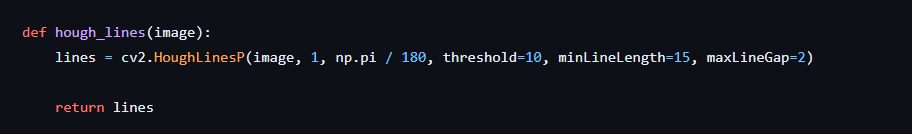 def hough_lines(image):
    lines = cv2.HoughLinesP(image, 1, np.pi / 180, threshold=10, minLineLength=15, maxLineGap=2)
    return lines